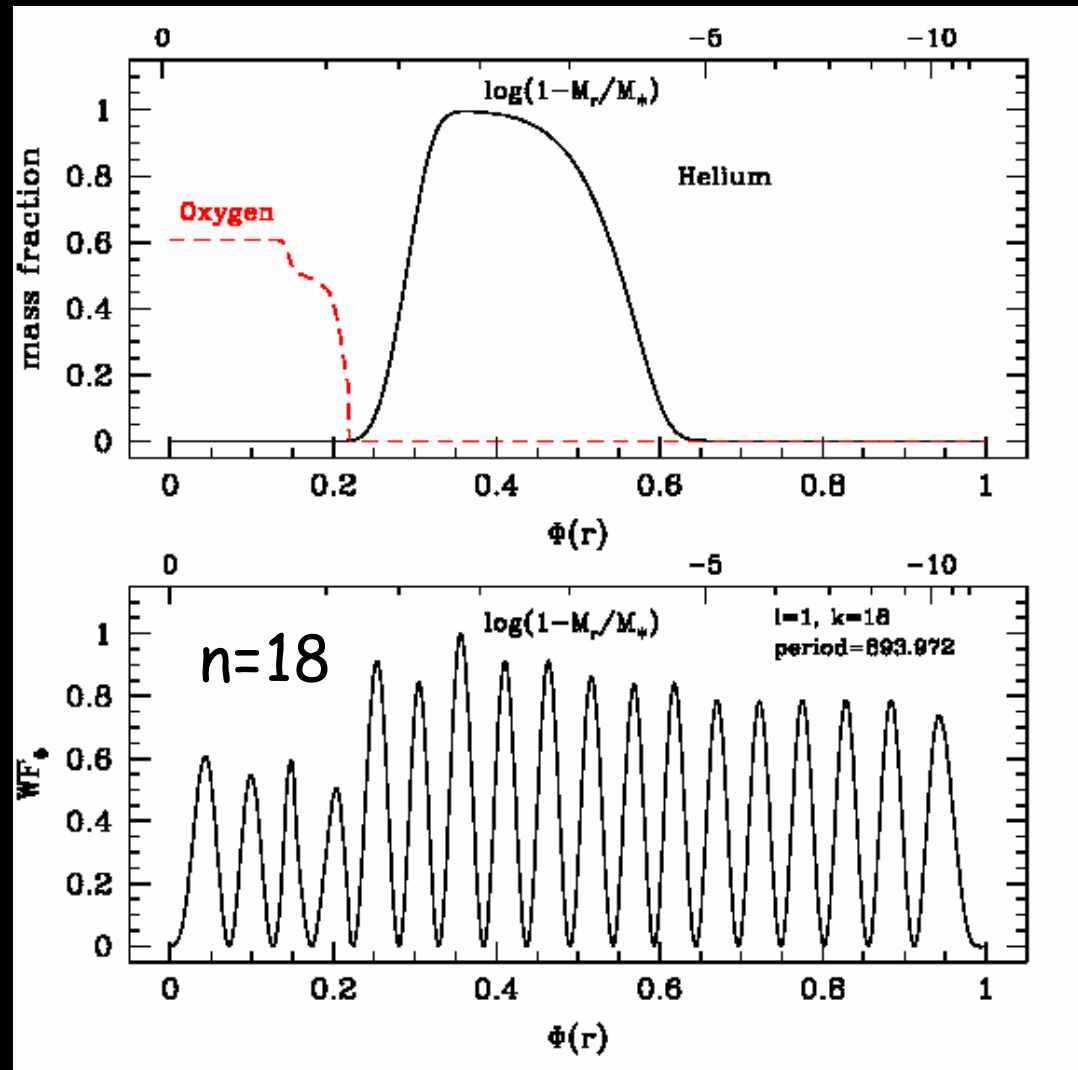 0 −5 −10
log(1−M_r/M_*)
mass fraction
1
0.8
0.6
0.4
0.2
0
Oxygen
Helium
0 0.2 0.4 0.6 0.8 1
Φ(r)
0 −5 −10
log(1−M_r/M_*)
l=1, k=18
period=893.972
n=18
WF_Φ
1
0.8
0.6
0.4
0.2
0
0 0.2 0.4 0.6 0.8 1
Φ(r)